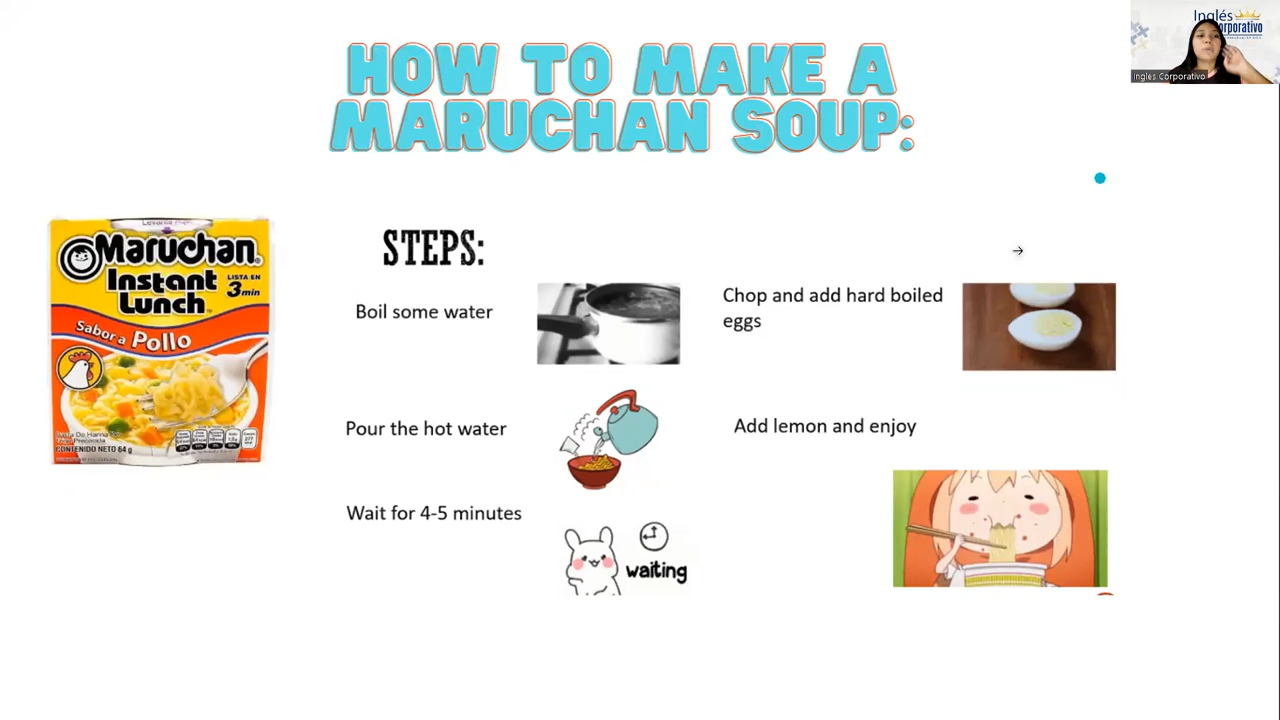 HOW TO MAKE A
MARUCHAN SOUP:
Inglés
Corporativo
Ingles Corporativo
Maruchan
Instant
Lunch
LISTA EN
3 min
Sabor a Pollo
CONTENIDO NETO 64 g
STEPS:
Boil some water
Pour the hot water
Wait for 4-5 minutes
waiting
Chop and add hard boiled
eggs
Add lemon and enjoy